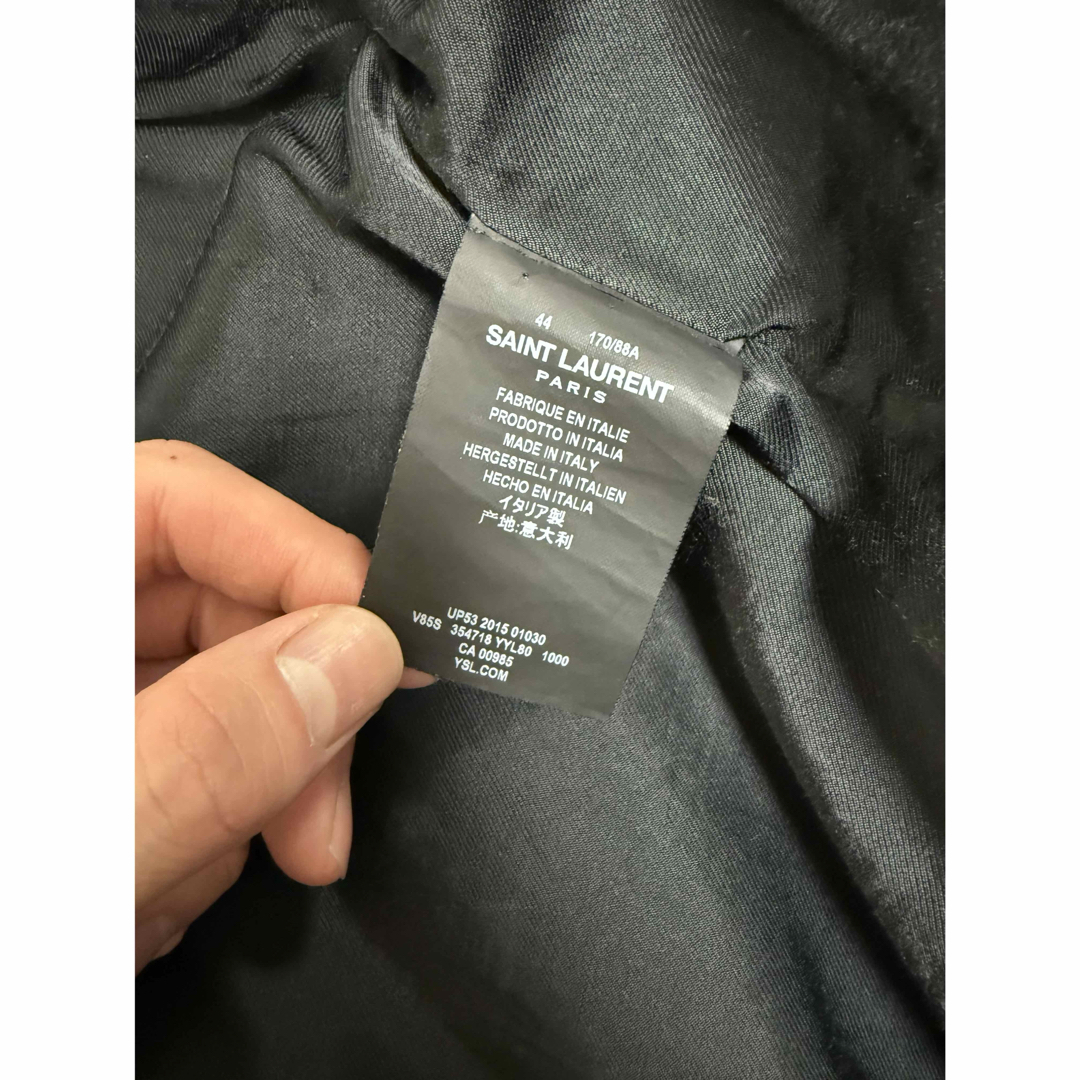 44 170/88A
SAINT LAURENT
PARIS
FABRIQUE EN ITALIE
PRODOTTO IN ITALIA
MADE IN ITALY
HERGESTELLT IN ITALIEN
HECHO EN ITALIA
イタリア製
产地:意大利
UP53 2015 01030
V85S 354718 YYL80 1000
CA 00985
YSL.COM